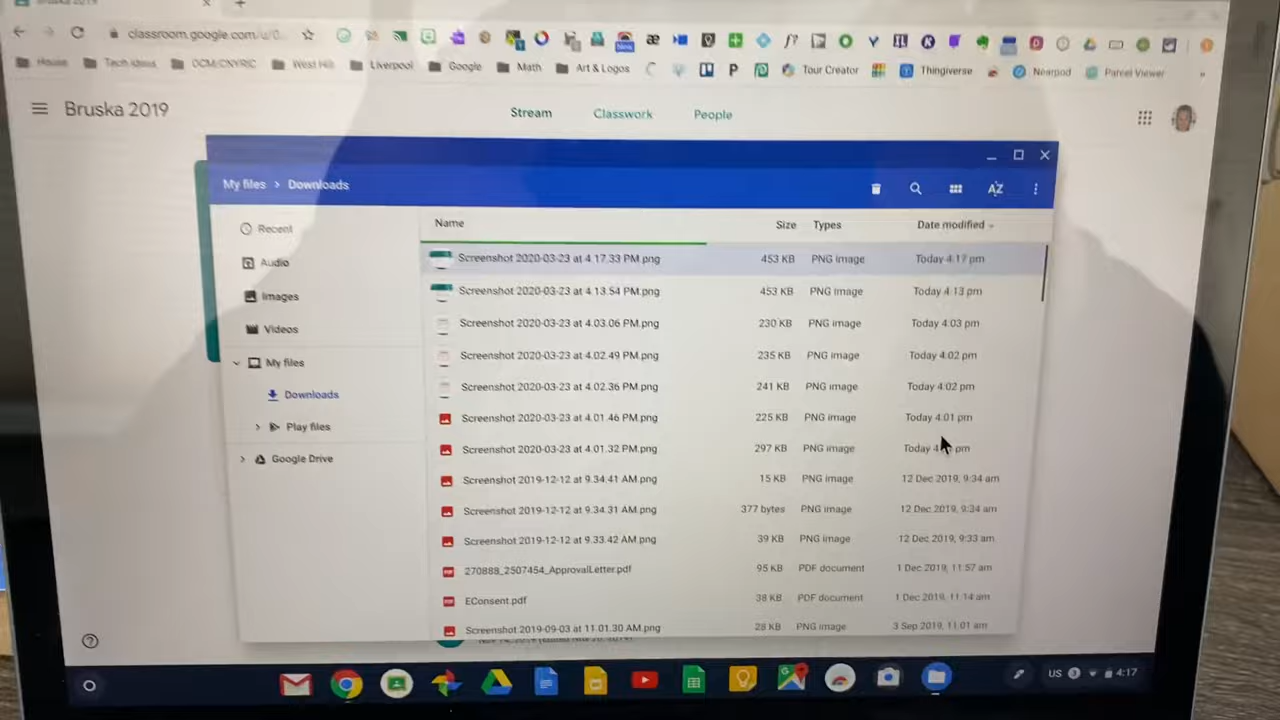 Bruska 2019
classroom.google.com/u/0
New
House Tech Ideas OCM/CNYRIC West Hill Liverpool Google Math Art & Logos Tour Creator Thingiverse Nearpod Parcel Viewer
Bruska 2019 Stream Classwork People
My files > Downloads
AZ
Recent
Audio
Images
Videos
My files
Downloads
Play files
Google Drive
Name Size Types Date modified
Screenshot 2020-03-23 at 4.17.33 PM.png 453 KB PNG image Today 4:17 pm
Screenshot 2020-03-23 at 4.13.54 PM.png 453 KB PNG image Today 4:13 pm
Screenshot 2020-03-23 at 4.03.06 PM.png 230 KB PNG image Today 4:03 pm
Screenshot 2020-03-23 at 4.02.49 PM.png 235 KB PNG image Today 4:02 pm
Screenshot 2020-03-23 at 4.02.36 PM.png 241 KB PNG image Today 4:02 pm
Screenshot 2020-03-23 at 4.01.46 PM.png 225 KB PNG image Today 4:01 pm
Screenshot 2020-03-23 at 4.01.32 PM.png 297 KB PNG image Today pm
Screenshot 2019-12-12 at 9.34.41 AM.png 15 KB PNG image 12 Dec 2019, 9:34 am
Screenshot 2019-12-12 at 9.34.31 AM.png 377 bytes PNG image 12 Dec 2019, 9:34 am
Screenshot 2019-12-12 at 9.33.42 AM.png 39 KB PNG image 12 Dec 2019, 9:33 am
270888_2507454_ApprovalLetter.pdf 95 KB PDF document 1 Dec 2019, 11:57 am
EConsent.pdf 38 KB PDF document 1 Dec 2019, 11:14 am
Screenshot 2019-09-03 at 11.01.30 AM.png 28 KB PNG image 3 Sep 2019, 11:01 am
US 3 4:17